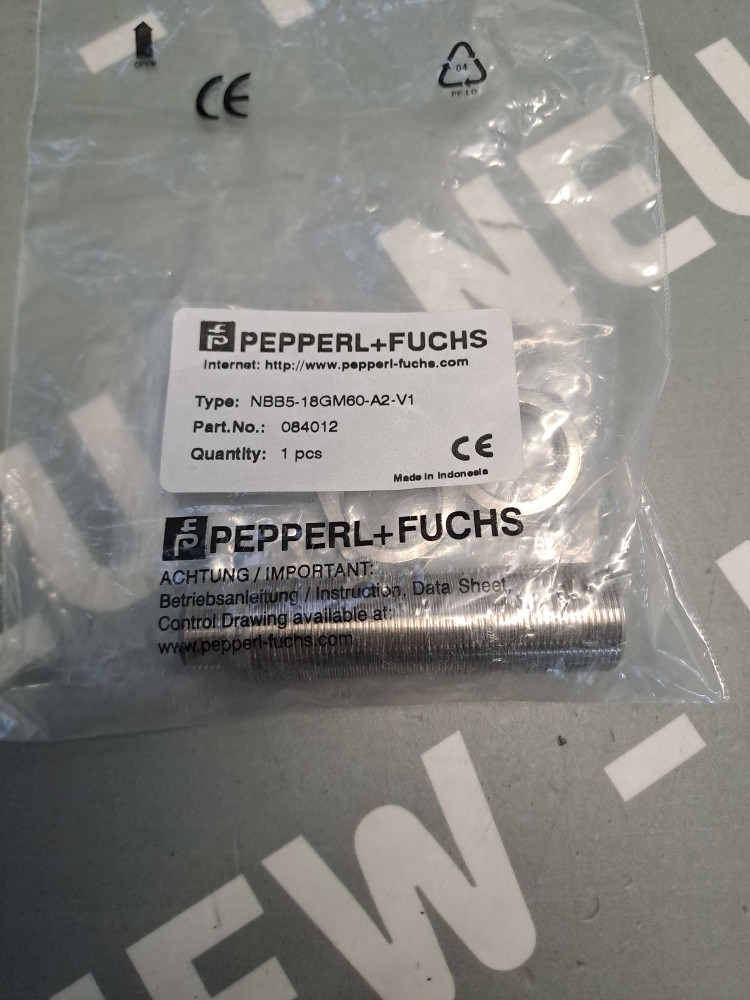 OPEN
CE
04
PE-LD
NEU
PEPPERL+FUCHS
Internet: http://www.pepperl-fuchs.com
Type: NBB5-18GM60-A2-V1
Part.No.: 084012
Quantity: 1 pcs
CE
Made in Indonesia
PEPPERL+FUCHS
ACHTUNG / IMPORTANT:
Betriebsanleitung / Instruction, Data Sheet,
Control Drawing available at:
www.pepperl-fuchs.com
EW -